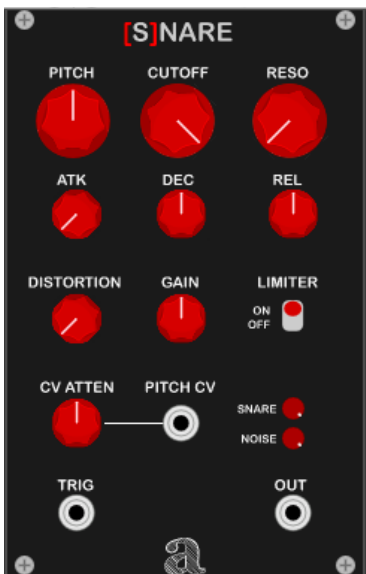 [S]NARE
PITCH CUTOFF RESO
ATK DEC REL
DISTORTION GAIN LIMITER
ON
OFF
CV ATTEN PITCH CV
SNARE
NOISE
TRIG OUT
a